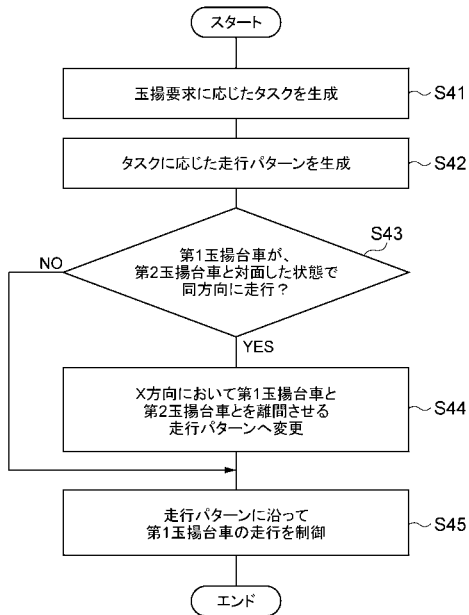 スタート
玉揚要求に応じたタスクを生成
S41
タスクに応じた走行パターンを生成
S42
S43
第1玉揚台車が、
第2玉揚台車と対面した状態で
同方向に走行？
NO
YES
X方向において第1玉揚台車と
第2玉揚台車とを離間させる
走行パターンへ変更
S44
走行パターンに沿って
第1玉揚台車の走行を制御
S45
エンド